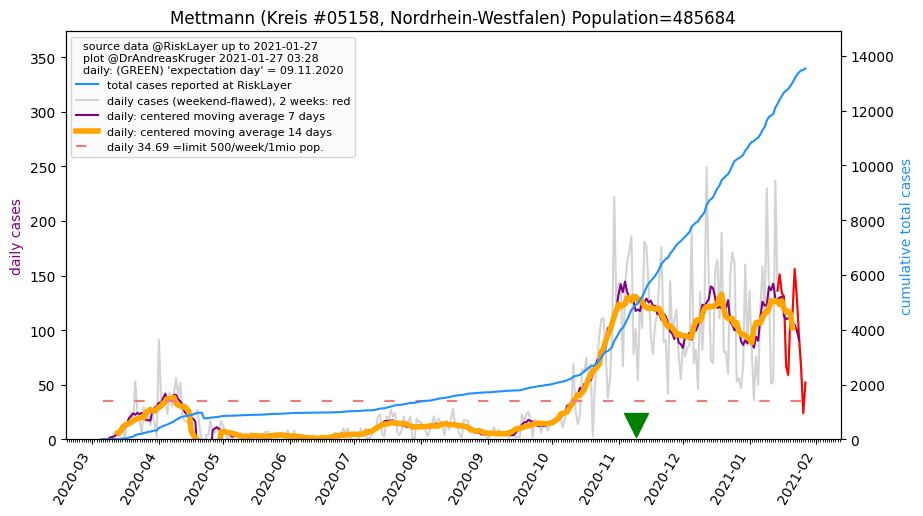 Mettmann (Kreis #05158, Nordrhein-Westfalen) Population=485684
source data @RiskLayer up to 2021-01-27
plot @DrAndreasKruger 2021-01-27 03:28
daily: (GREEN) 'expectation day' = 09.11.2020
total cases reported at RiskLayer
daily cases (weekend-flawed), 2 weeks: red
daily: centered moving average 7 days
daily: centered moving average 14 days
daily 34.69 =limit 500/week/1mio pop.
daily cases
350
300
250
200
150
100
50
0
cumulative total cases
14000
12000
10000
8000
6000
4000
2000
0
2020-03
2020-04
2020-05
2020-06
2020-07
2020-08
2020-09
2020-10
2020-11
2020-12
2021-01
2021-02